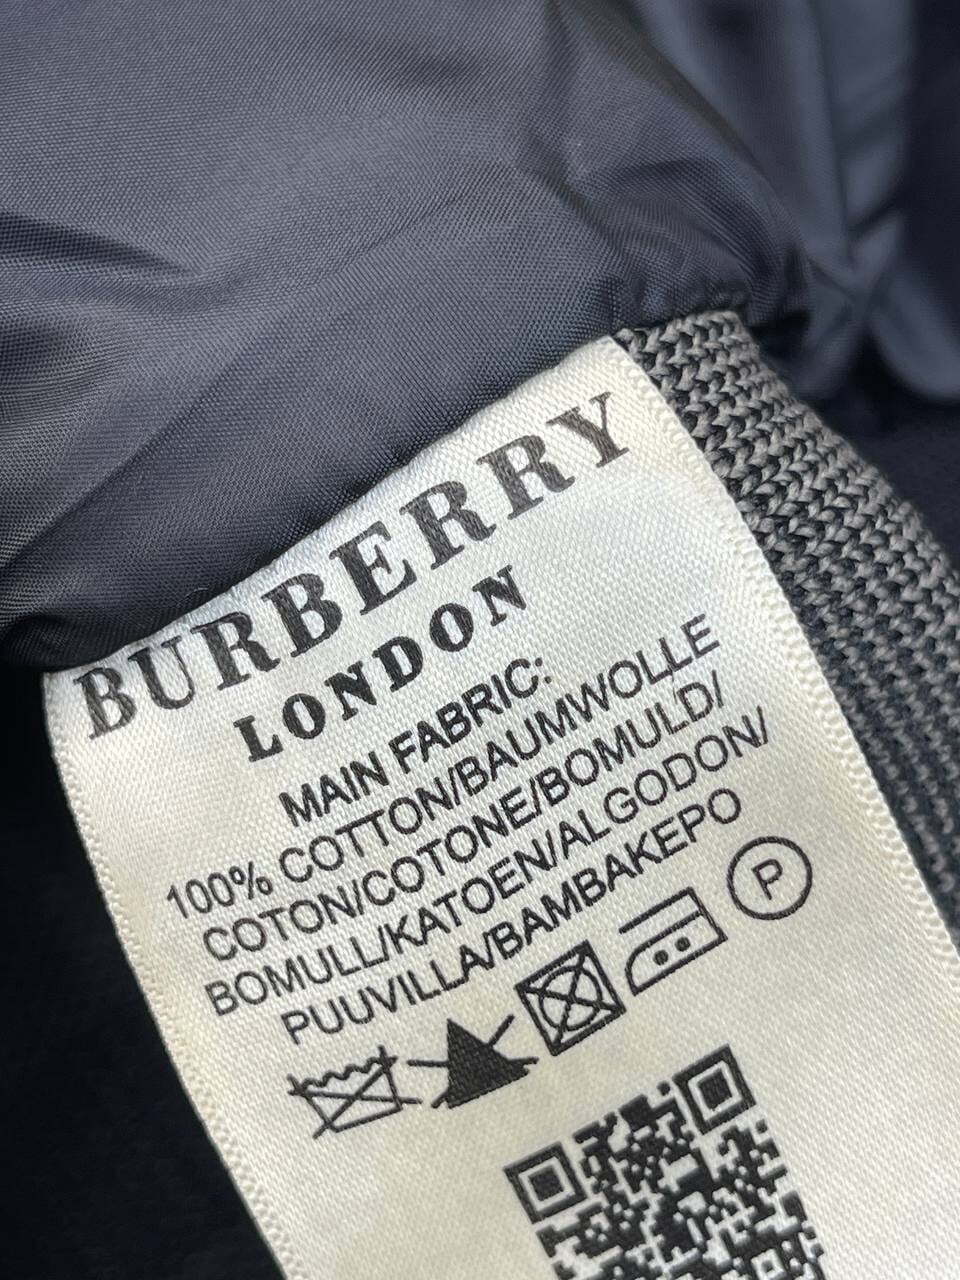 BURBERRY
LONDON
MAIN FABRIC:
100% COTTON/BAUMWOLLE
COTON/COTONE/BOMULD/
BOMULL/KATOEN/ALGODON/
PUUVILLA/BAMBAKEPO
P